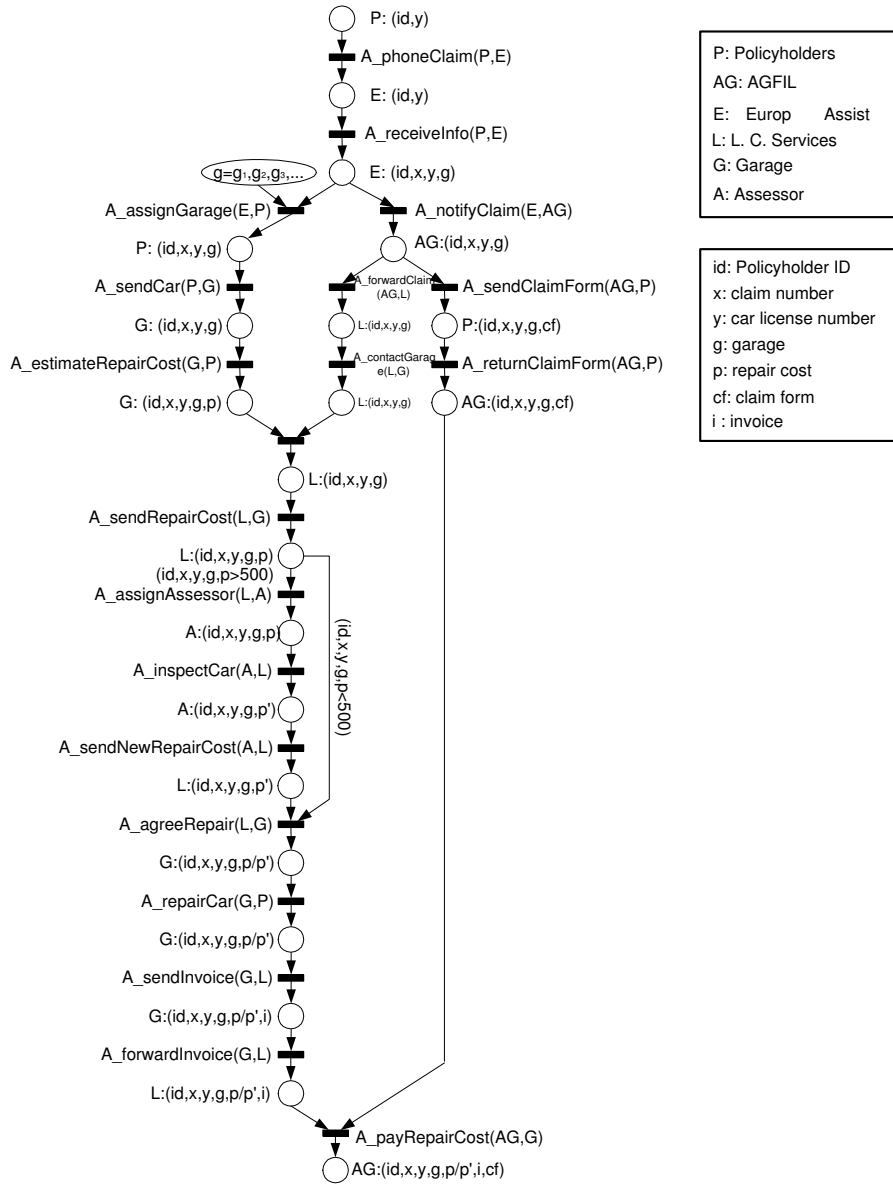 P: (id,y)
A_phoneClaim(P,E)
E: (id,y)
A_receiveInfo(P,E)
g=g1,g2,g3,...
E: (id,x,y,g)
A_assignGarage(E,P)
A_notifyClaim(E,AG)
P: (id,x,y,g)
AG:(id,x,y,g)
A_sendCar(P,G)
A_forwardClaim
(AG,L)
A_sendClaimForm(AG,P)
G: (id,x,y,g)
L:(id,x,y,g)
P:(id,x,y,g,cf)
A_estimateRepairCost(G,P)
A_contactGarag
e(L,G)
A_returnClaimForm(AG,P)
G: (id,x,y,g,p)
L:(id,x,y,g)
AG:(id,x,y,g,cf)
L:(id,x,y,g)
A_sendRepairCost(L,G)
L:(id,x,y,g,p)
(id,x,y,g,p>500)
A_assignAssessor(L,A)
A:(id,x,y,g,p)
(id,x,y,g,p<500)
A_inspectCar(A,L)
A:(id,x,y,g,p')
A_sendNewRepairCost(A,L)
L:(id,x,y,g,p')
A_agreeRepair(L,G)
G:(id,x,y,g,p/p')
A_repairCar(G,P)
G:(id,x,y,g,p/p')
A_sendInvoice(G,L)
G:(id,x,y,g,p/p',i)
A_forwardInvoice(G,L)
L:(id,x,y,g,p/p',i)
A_payRepairCost(AG,G)
AG:(id,x,y,g,p/p',i,cf)
P: Policyholders
AG: AGFIL
E: Europ Assist
L: L. C. Services
G: Garage
A: Assessor
id: Policyholder ID
x: claim number
y: car license number
g: garage
p: repair cost
cf: claim form
i : invoice